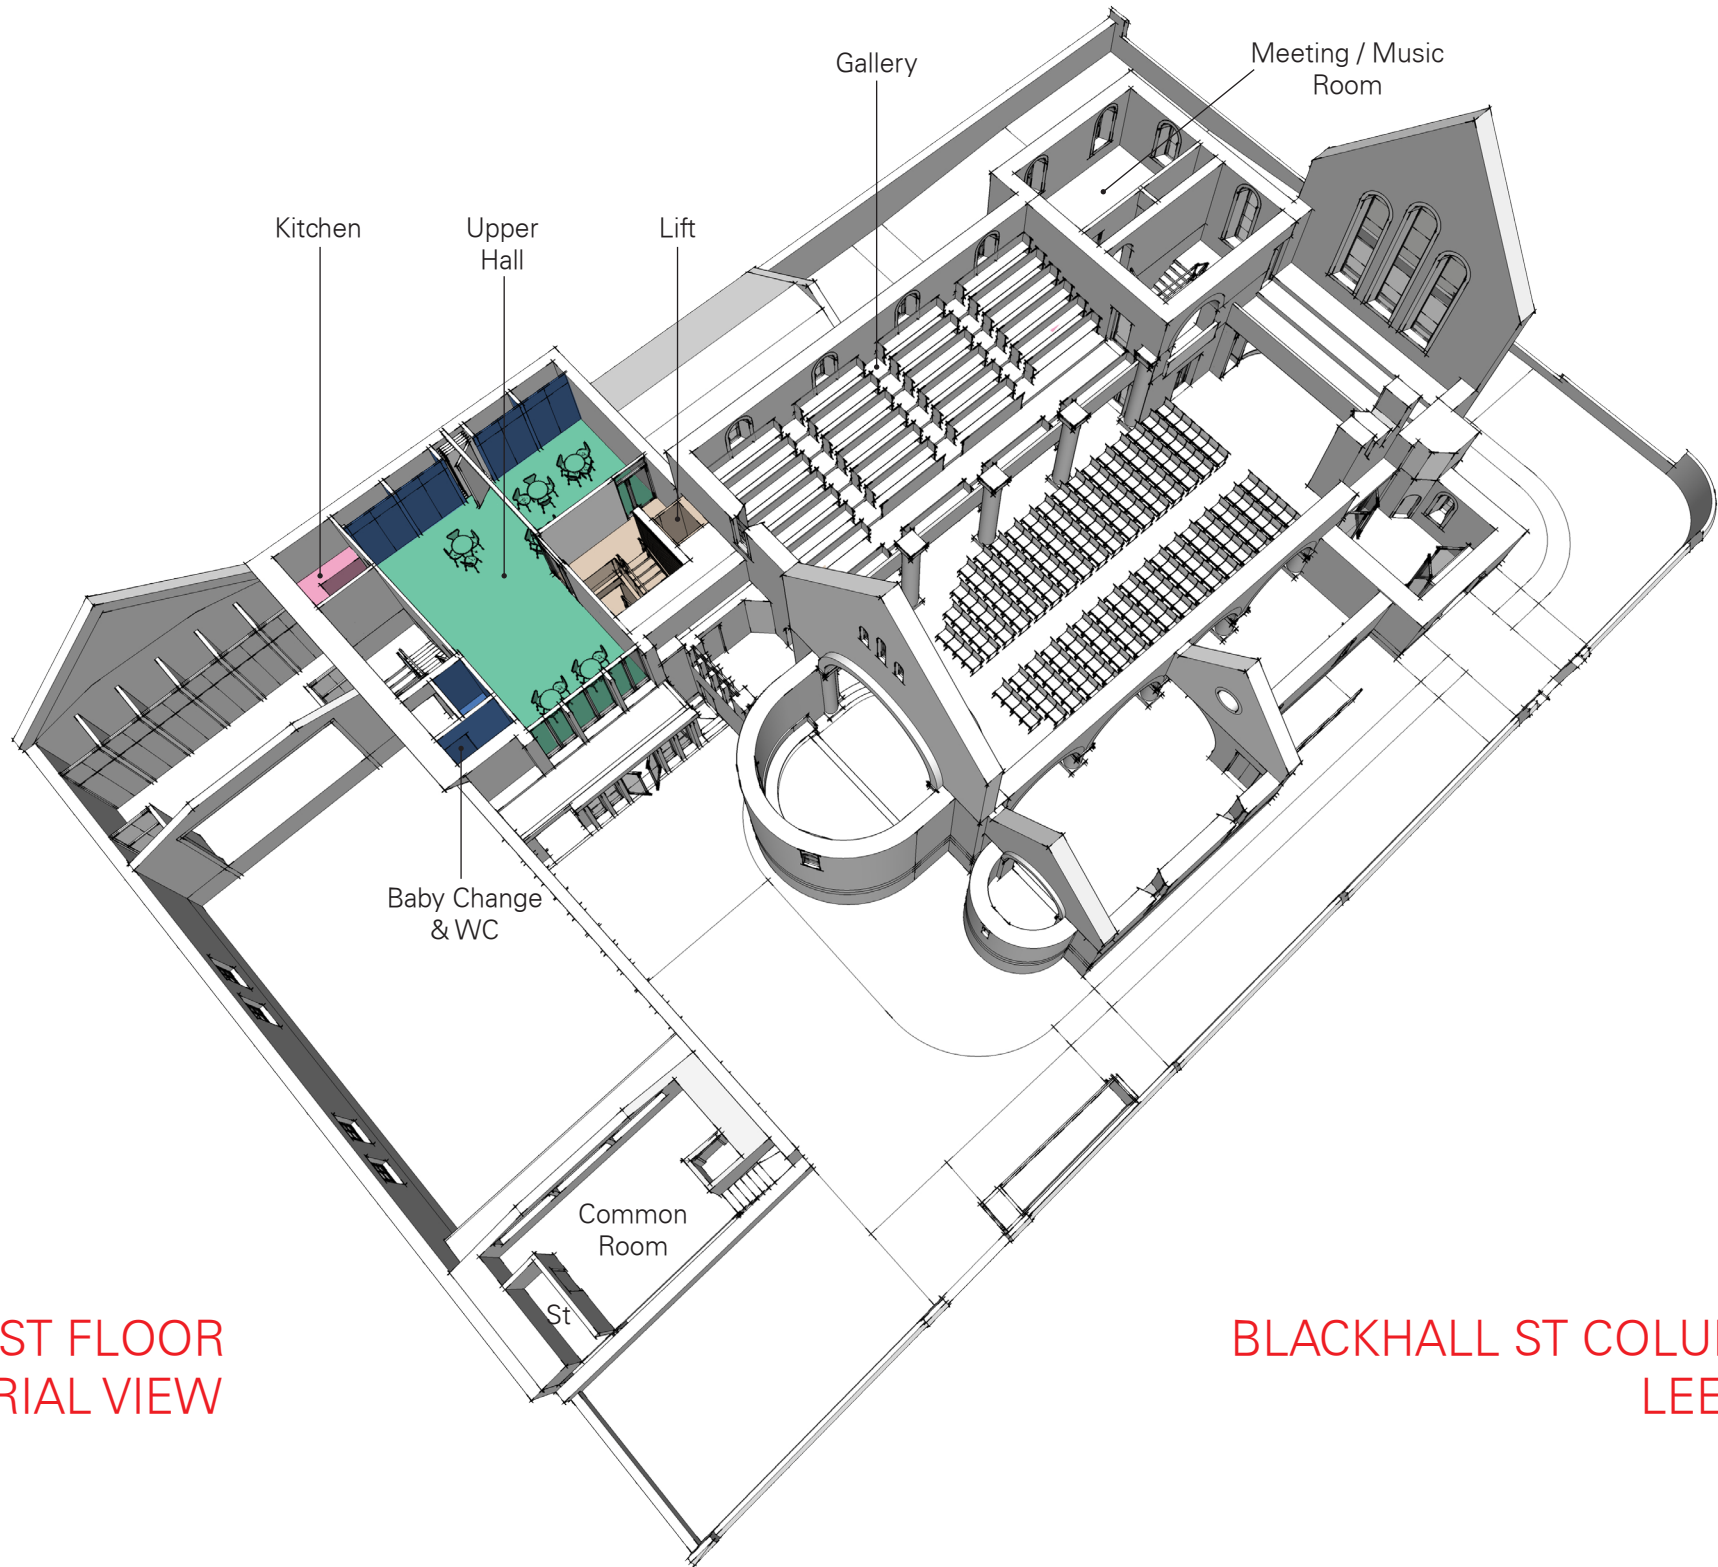 Gallery
Meeting / Music
Room
Kitchen
Upper
Hall
Lift
Baby Change
& WC
Common
Room
St
ST FLOOR
RIAL VIEW
BLACKHALL ST COLU
LEE